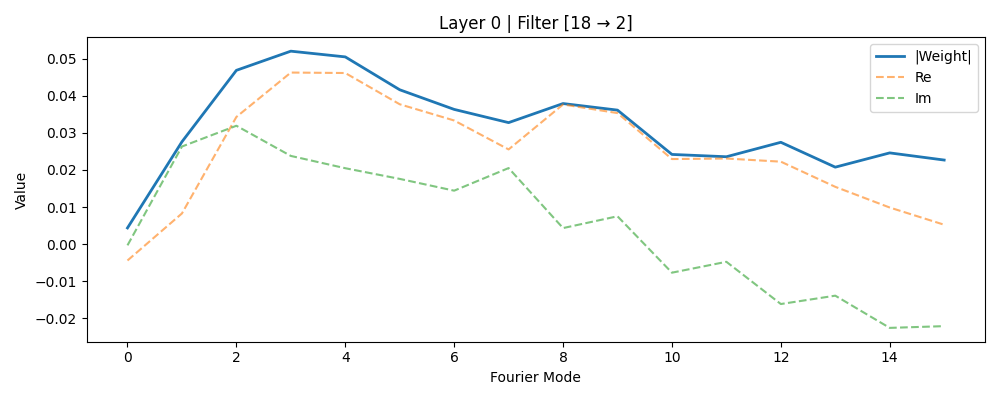 Layer 0 | Filter [18 → 2]
|Weight|
Re
Im
Value
0.05
0.04
0.03
0.02
0.01
0.00
−0.01
−0.02
0 2 4 6 8 10 12 14
Fourier Mode